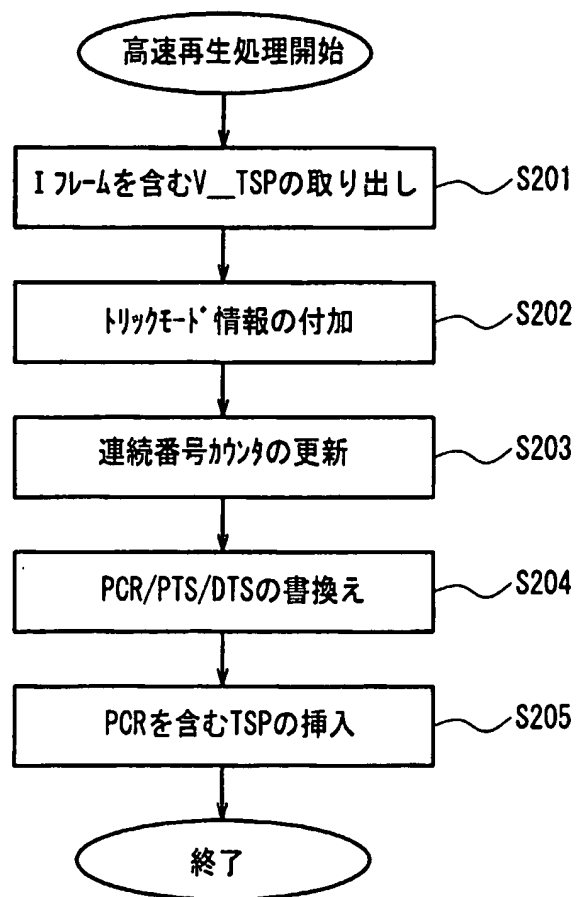 高速再生処理開始
I ﾌﾚｰﾑを含むV__TSPの取り出し
S201
ﾄﾘｯｸﾓｰﾄﾞ情報の付加
S202
連続番号ｶｳﾝﾀの更新
S203
PCR/PTS/DTSの書換え
S204
PCRを含むTSPの挿入
S205
終了